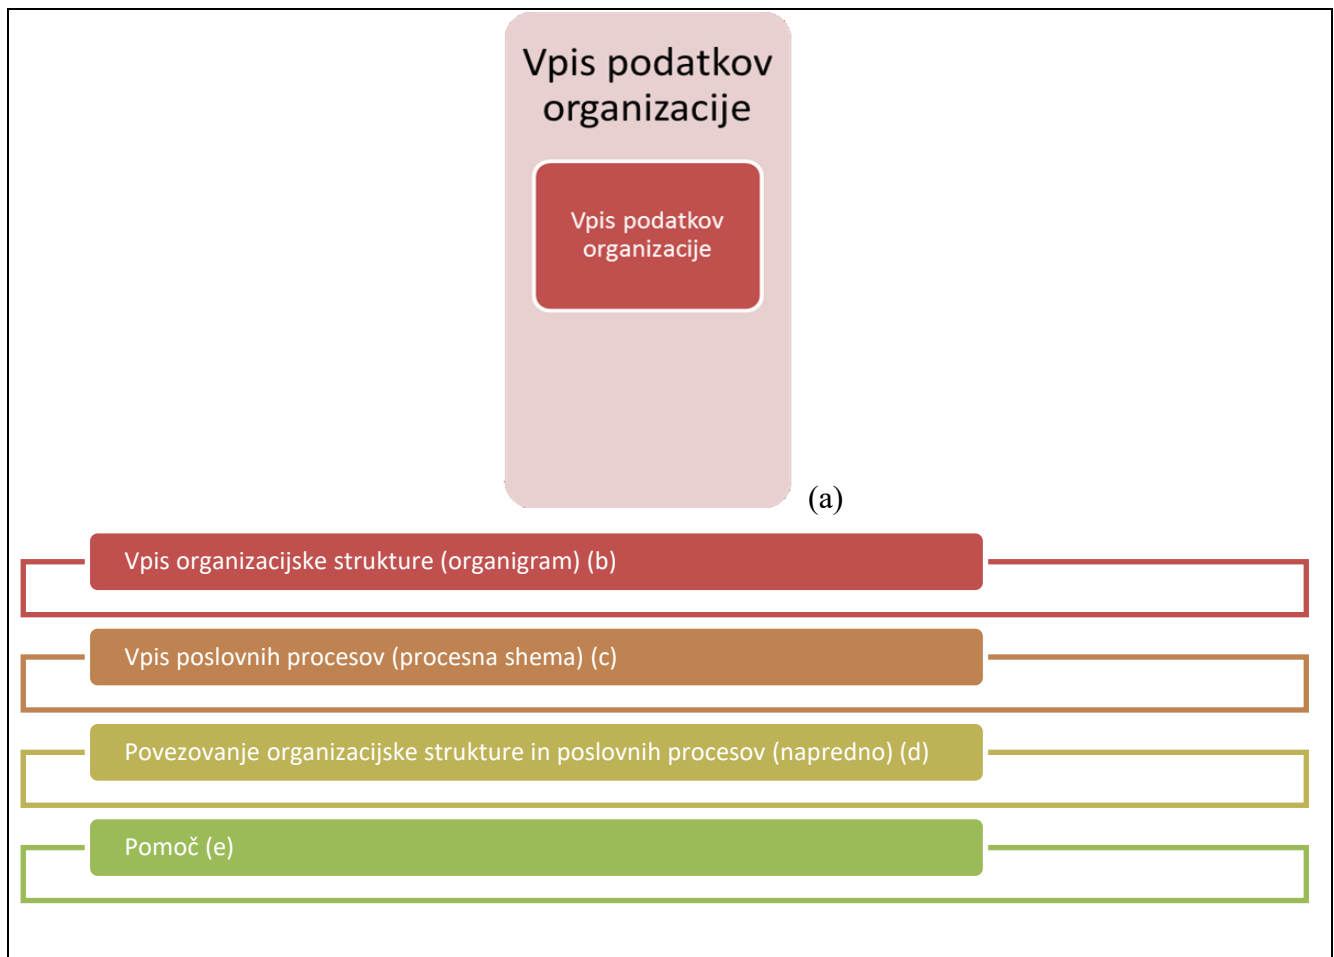 Vpis podatkov
organizacije
Vpis podatkov
organizacije
(a)
Vpis organizacijske strukture (organigram) (b)
Vpis poslovnih procesov (procesna shema) (c)
Povezovanje organizacijske strukture in poslovnih procesov (napredno) (d)
Pomoč (e)